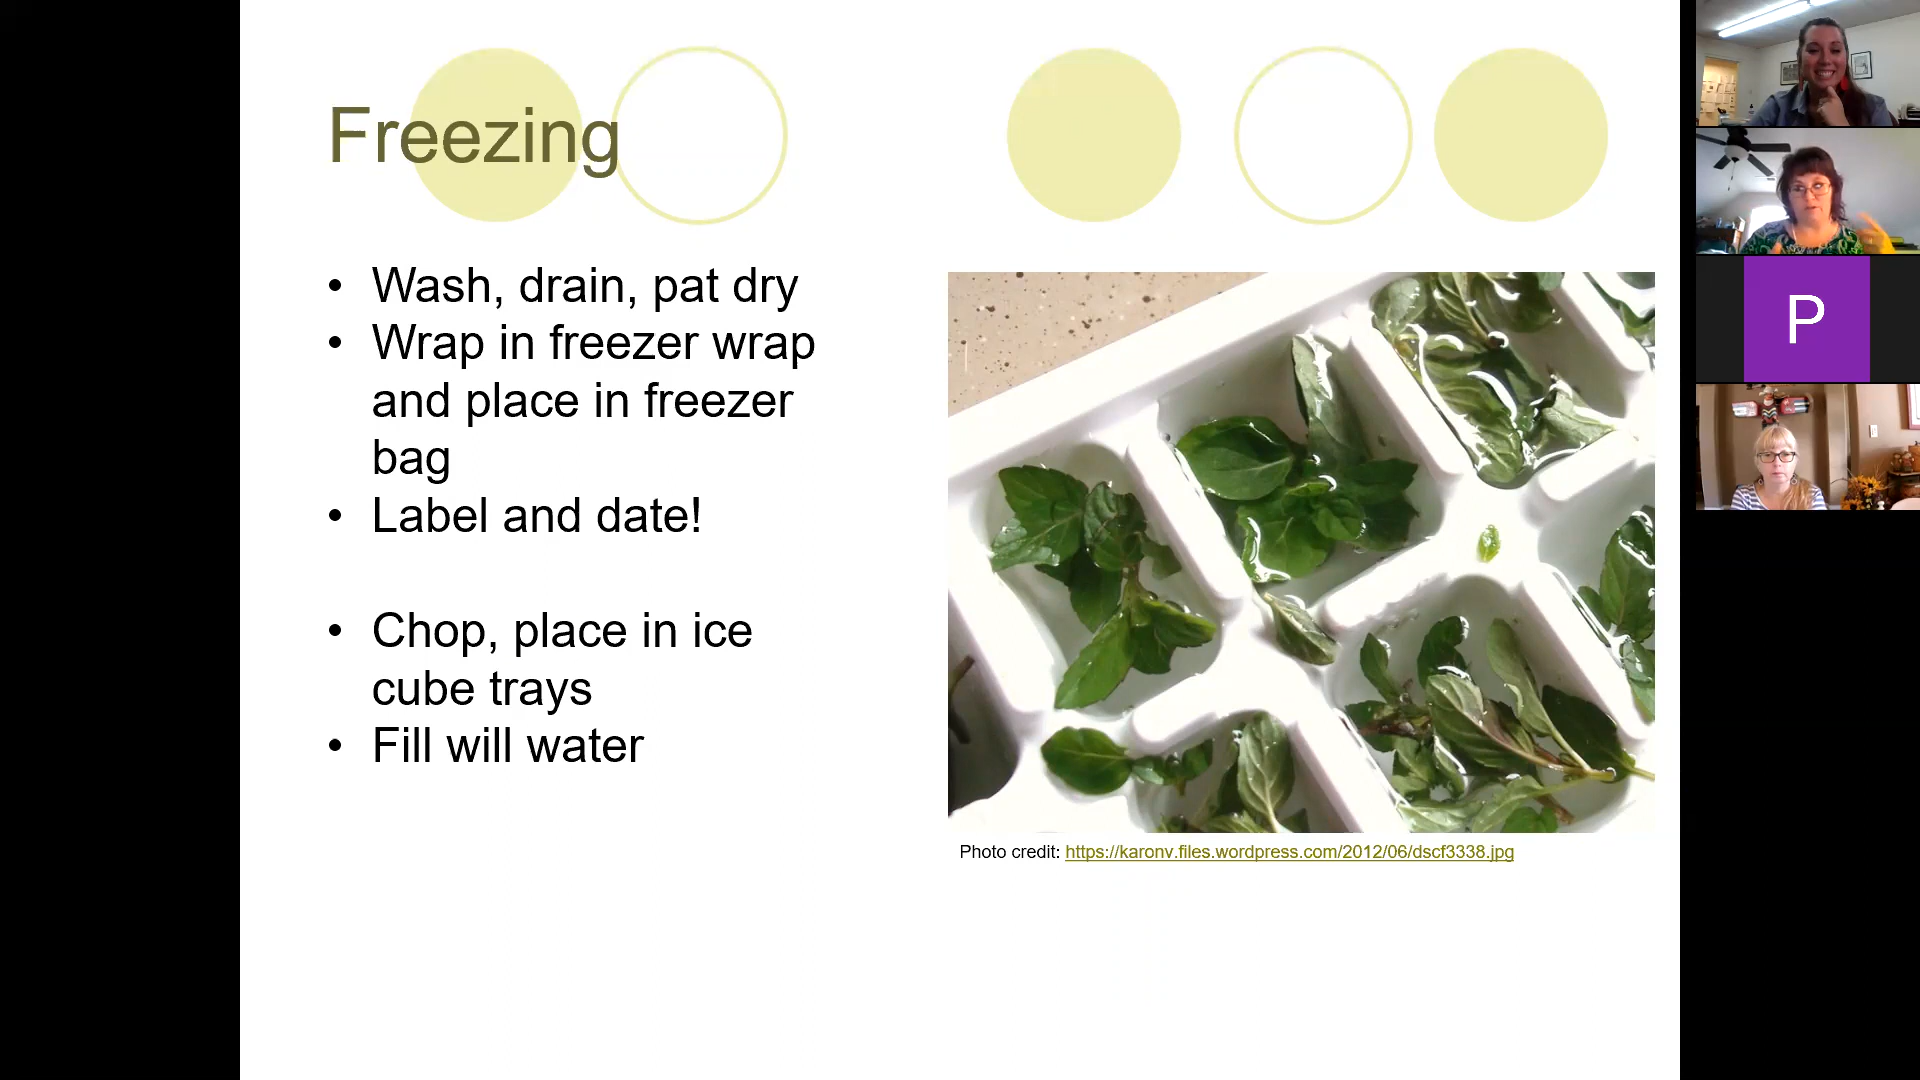 Freezing
• Wash, drain, pat dry
• Wrap in freezer wrap
and place in freezer
bag
• Label and date!
• Chop, place in ice
cube trays
• Fill will water
Photo credit: https://karonv.files.wordpress.com/2012/06/dscf3338.jpg
P